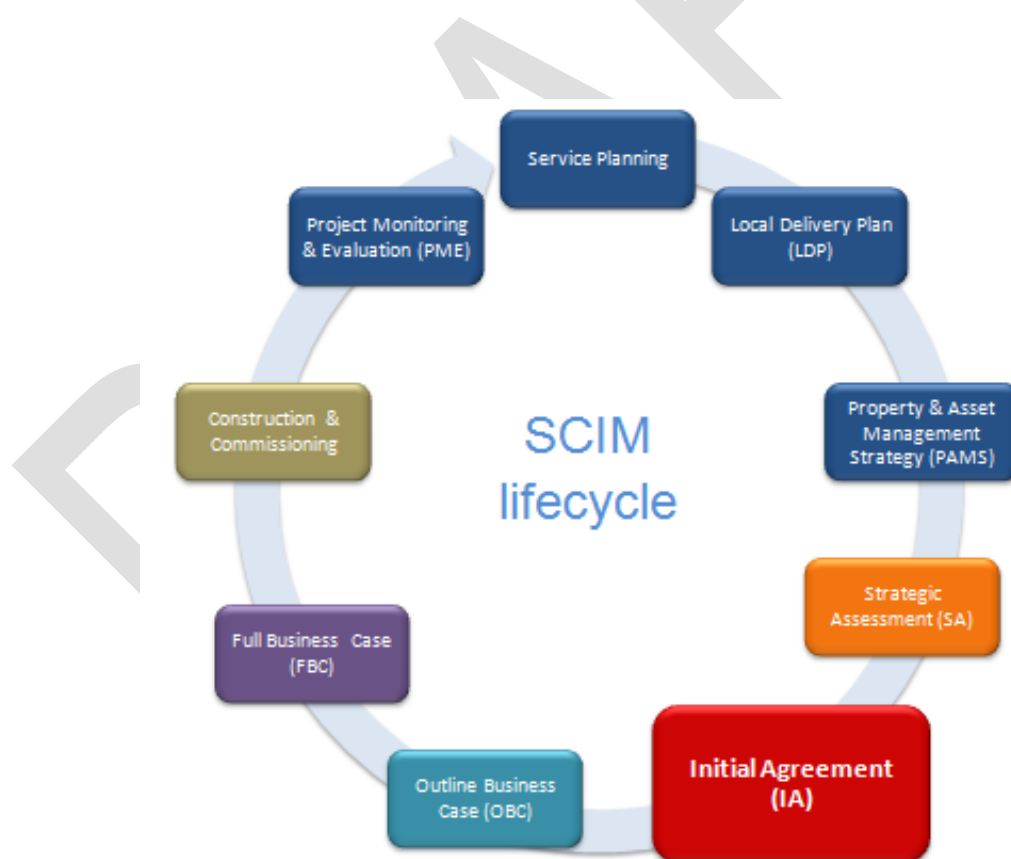 Service Planning
Local Delivery Plan
(LDP)
Property & Asset
Management
Strategy (PAMS)
Strategic
Assessment (SA)
Initial Agreement
(IA)
Outline Business
Case (OBC)
Full Business Case
(FBC)
Construction &
Commissioning
Project Monitoring
& Evaluation (PME)
SCIM
lifecycle